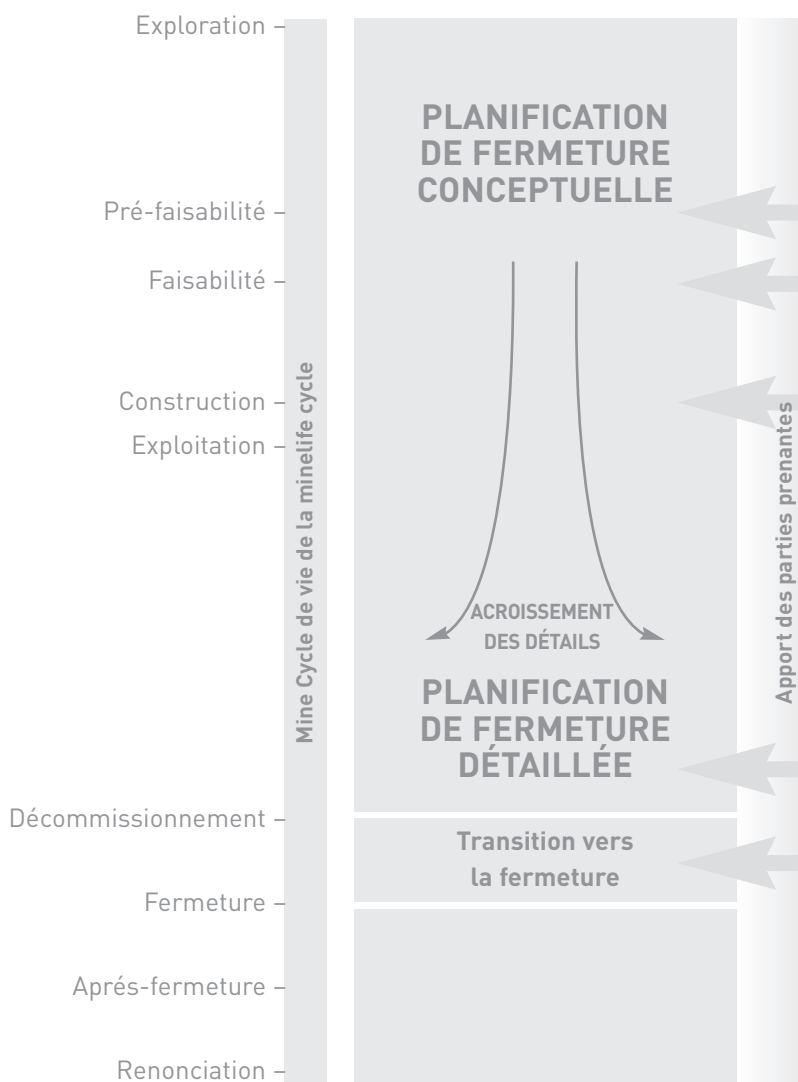 Exploration
Pré-faisabilité
Faisabilité
Construction
Exploitation
Décommissionnement
Fermeture
Aprés-fermeture
Renonciation
Mine Cycle de vie de la minelife cycle
PLANIFICATION
DE FERMETURE
CONCEPTUELLE
ACROISSEMENT
DES DÉTAILS
PLANIFICATION
DE FERMETURE
DÉTAILLÉE
Transition vers
la fermeture
Apport des parties prenantes